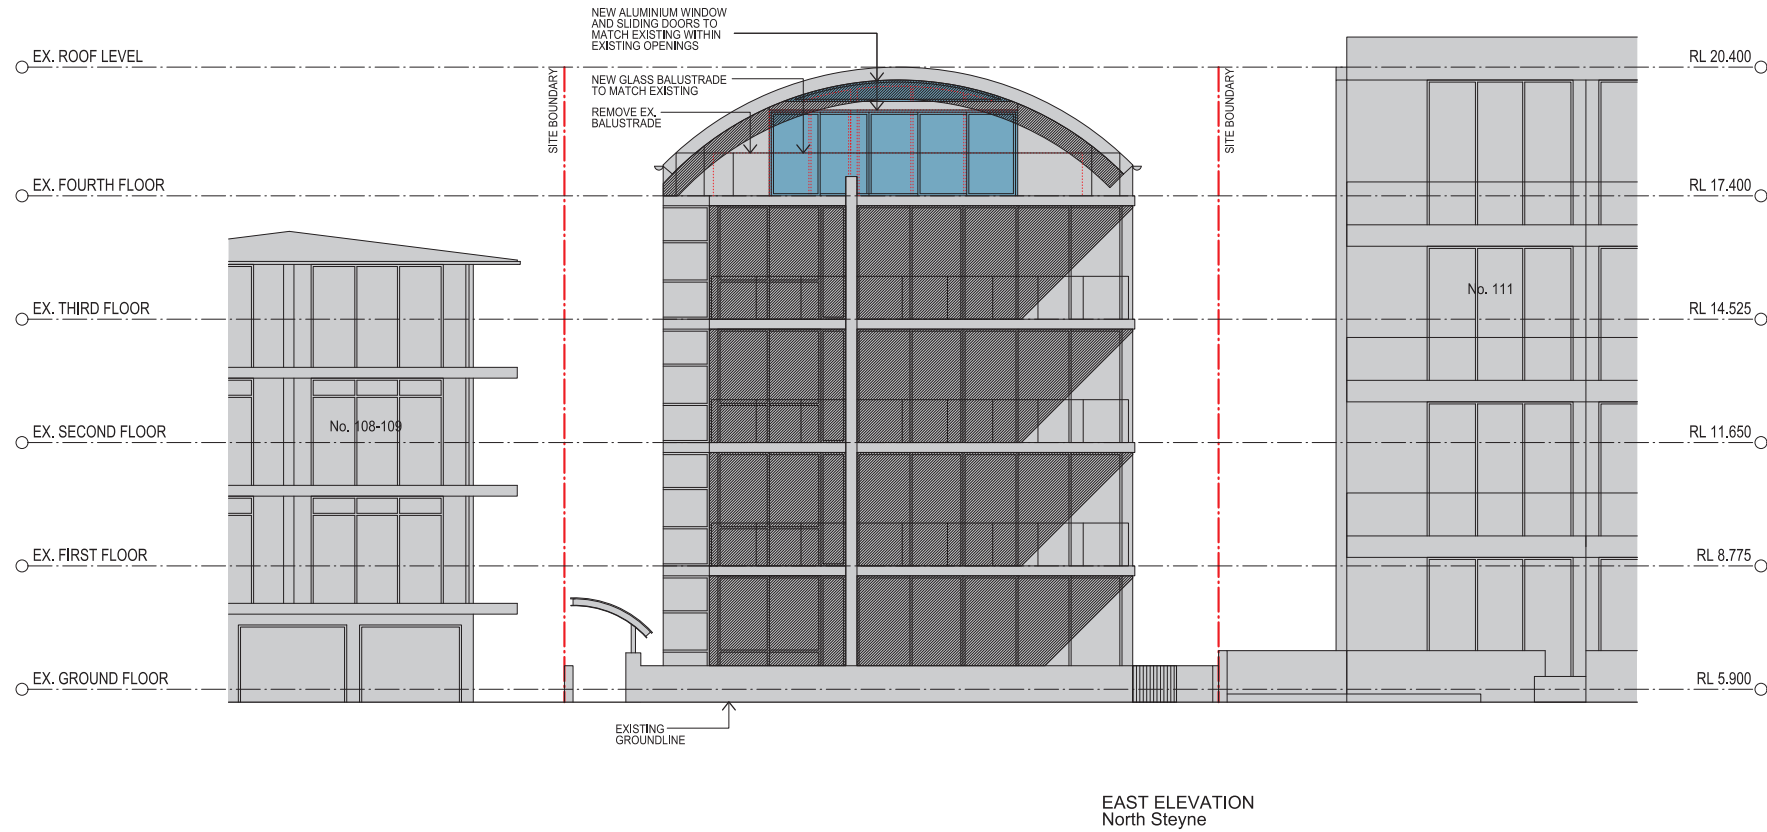 NEW ALUMINIUM WINDOW
AND SLIDING DOORS TO
MATCH EXISTING WITHIN
EXISTING OPENINGS
EX. ROOF LEVEL
RL 20.400
SITE BOUNDARY
NEW GLASS BALUSTRADE
TO MATCH EXISTING
REMOVE EX.
BALUSTRADE
SITE BOUNDARY
EX. FOURTH FLOOR
RL 17.400
No. 111
EX. THIRD FLOOR
RL 14.525
No. 108-109
EX. SECOND FLOOR
RL 11.650
EX. FIRST FLOOR
RL 8.775
EX. GROUND FLOOR
RL 5.900
EXISTING
GROUNDLINE
EAST ELEVATION
North Steyne